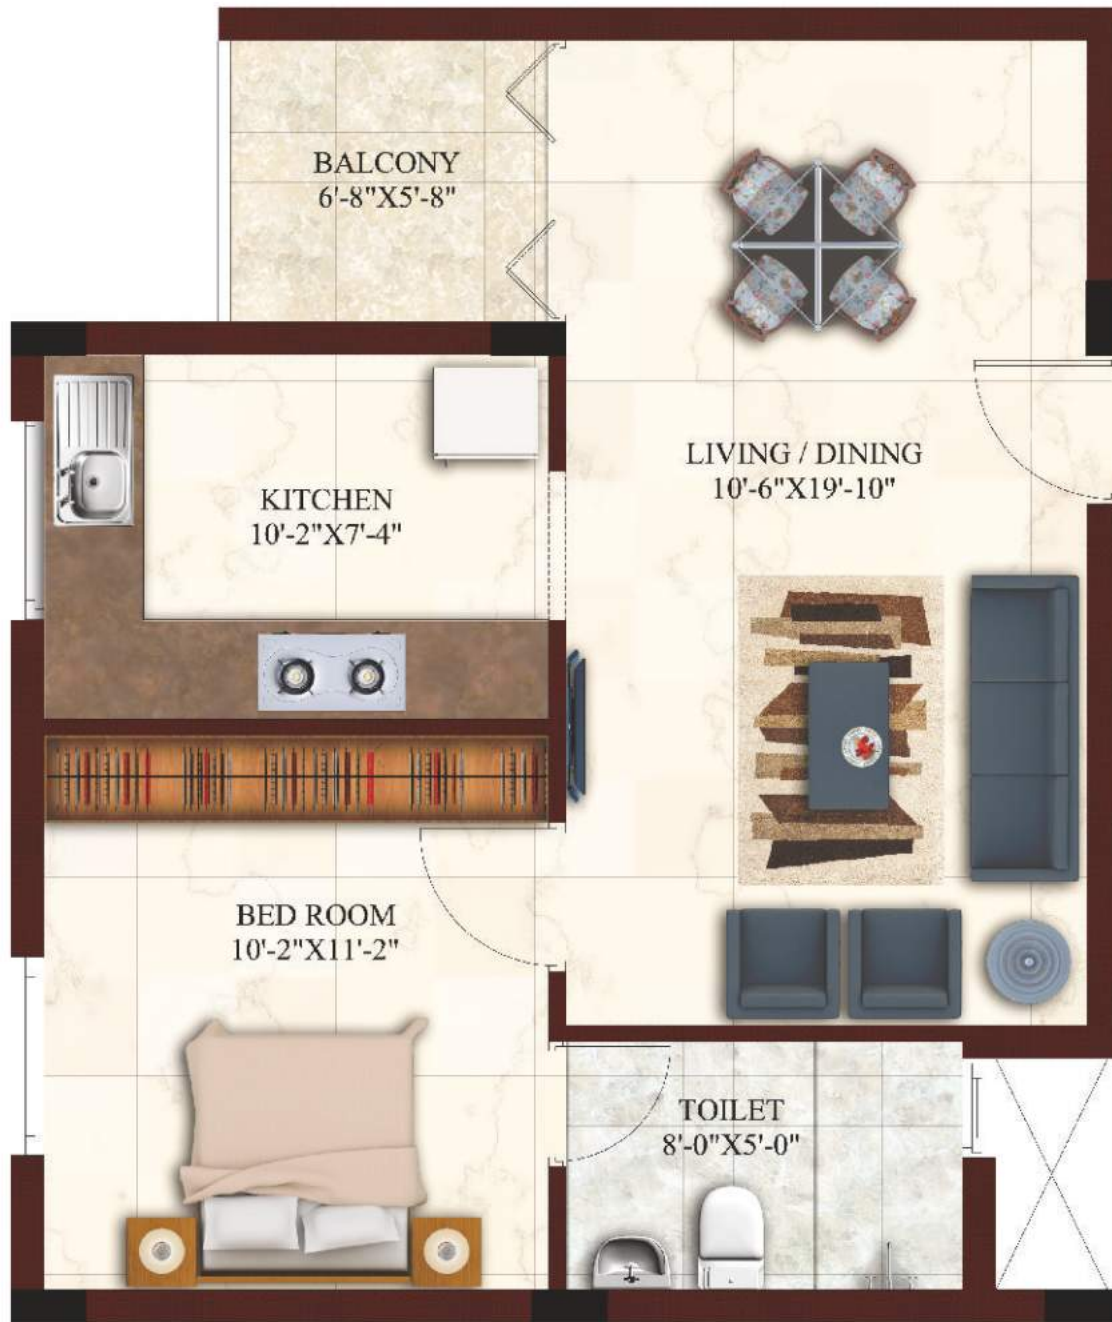 BALCONY
6'-8"X5'-8"
LIVING / DINING
10'-6"X19'-10"
KITCHEN
10'-2"X7'-4"
BED ROOM
10'-2"X11'-2"
TOILET
8'-0"X5'-0"